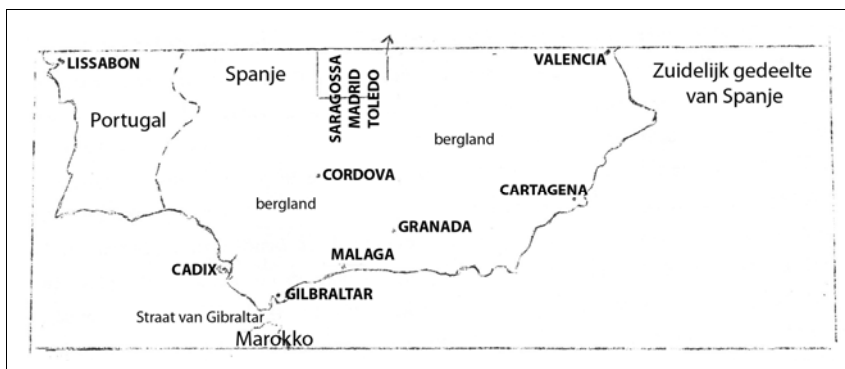 LISSABON
Portugal
Spanje
SARAGOSSA
MADRID
TOLEDO
VALENCIA
Zuidelijk gedeelte
van Spanje
bergland
CORDOVA
bergland
CARTAGENA
GRANADA
MALAGA
CADIX
GILBRALTAR
Straat van Gibraltar
Marokko